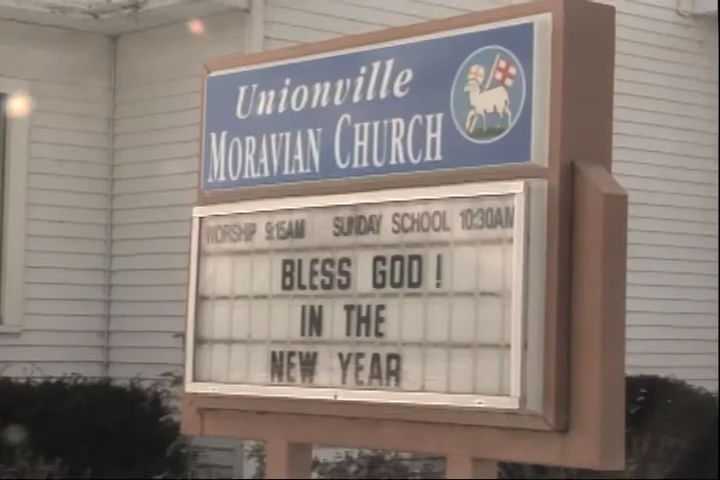 Unionville
MORAVIAN CHURCH
WORSHIP 9:15AM SUNDAY SCHOOL 10:30AM
BLESS GOD!
IN THE
NEW YEAR